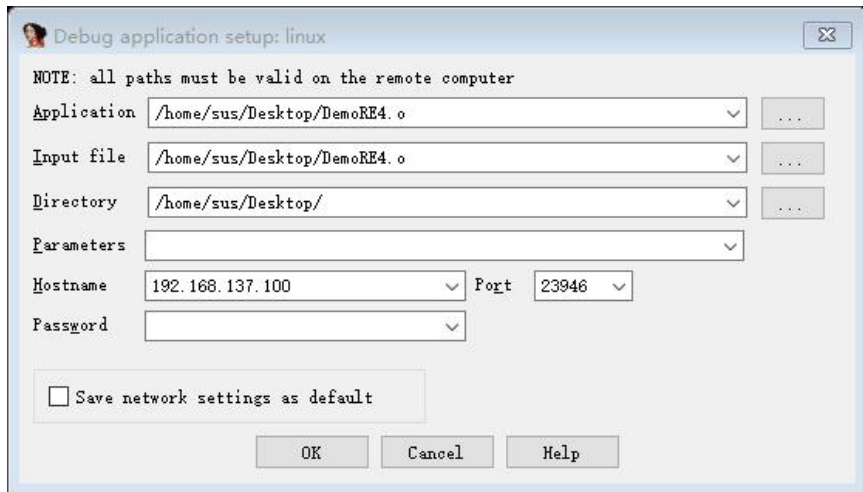 Debug application setup: linux
NOTE: all paths must be valid on the remote computer
Application /home/sus/Desktop/DemoRE4.o ...
Input file /home/sus/Desktop/DemoRE4.o ...
Directory /home/sus/Desktop/ ...
Parameters
Hostname 192.168.137.100 Port 23946
Password
Save network settings as default
OK Cancel Help